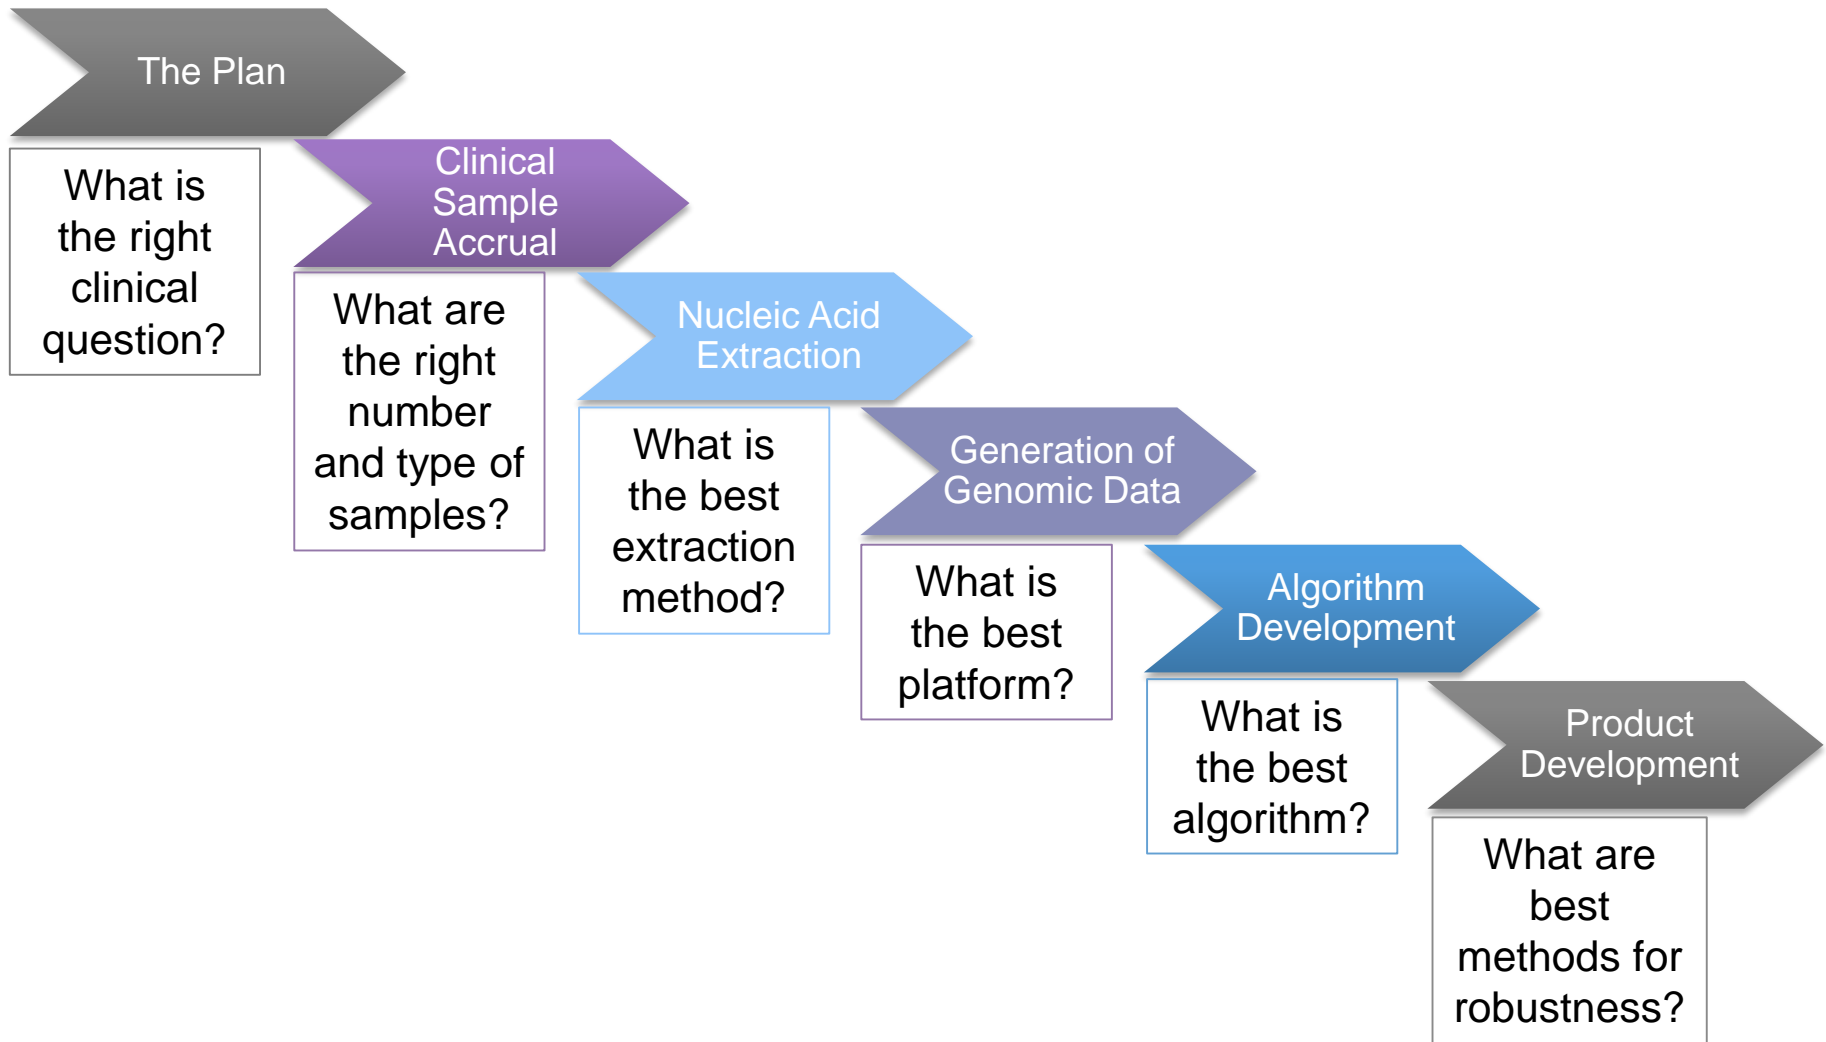 The Plan
What is
the right
clinical
question?
Clinical
Sample
Accrual
What are
the right
number
and type of
samples?
Nucleic Acid
Extraction
What is
the best
extraction
method?
Generation of
Genomic Data
What is
the best
platform?
Algorithm
Development
What is
the best
algorithm?
Product
Development
What are
best
methods for
robustness?